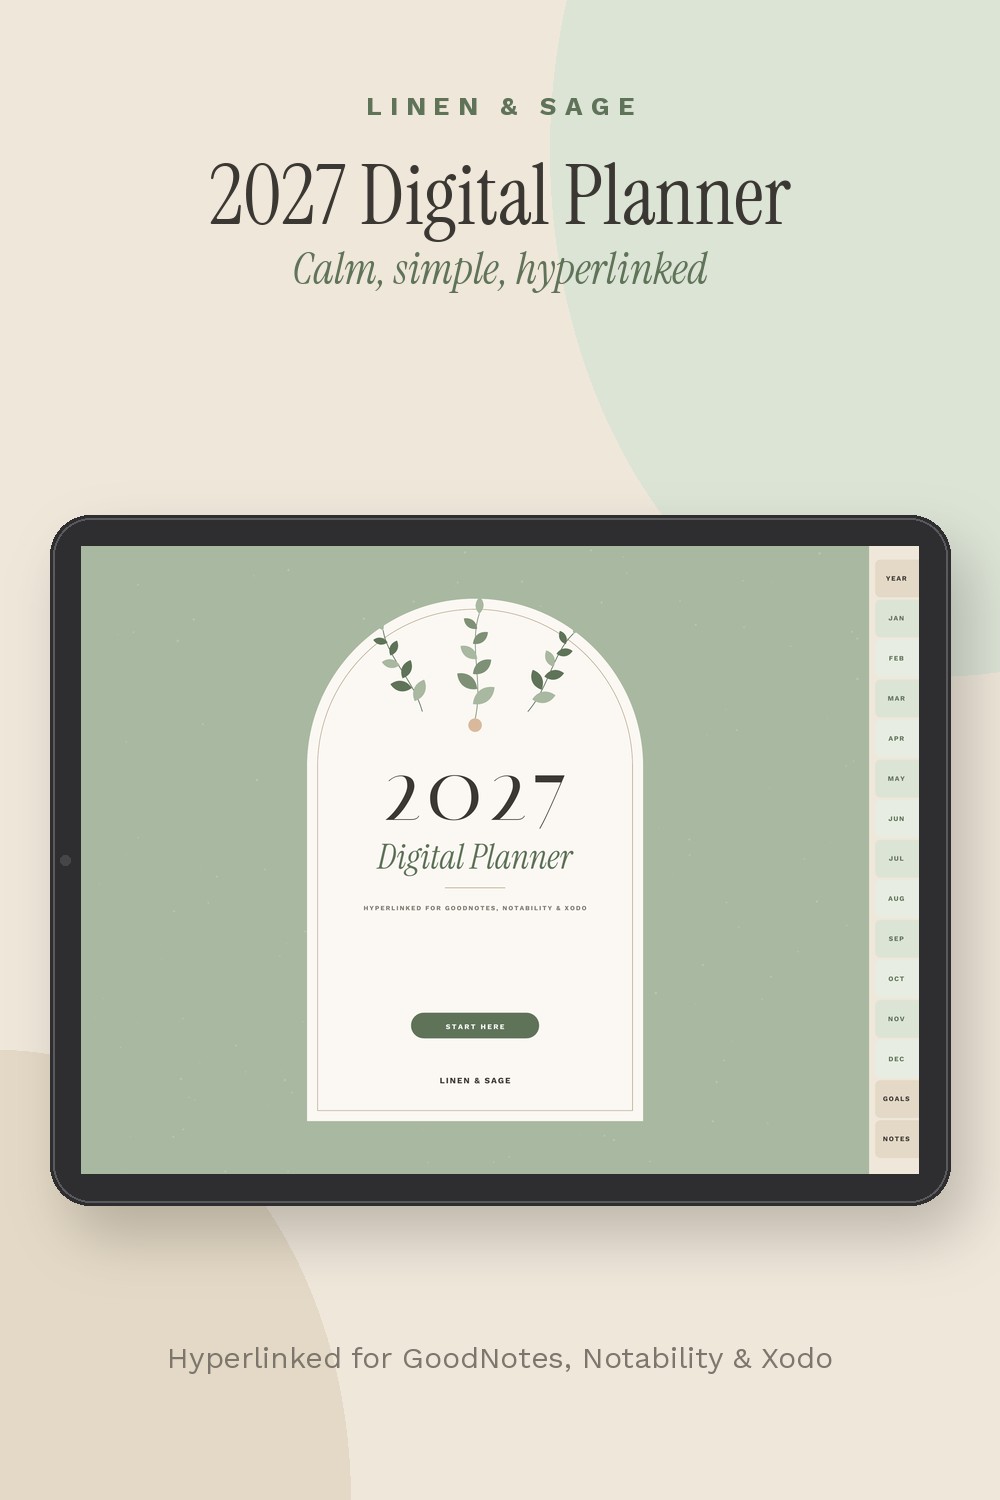 LINEN & SAGE
2027 Digital Planner
Calm, simple, hyperlinked
2027
Digital Planner
HYPERLINKED FOR GOODNOTES, NOTABILITY & XODO
START HERE
LINEN & SAGE
YEAR
JAN
FEB
MAR
APR
MAY
JUN
JUL
AUG
SEP
OCT
NOV
DEC
GOALS
NOTES
Hyperlinked for GoodNotes, Notability & Xodo